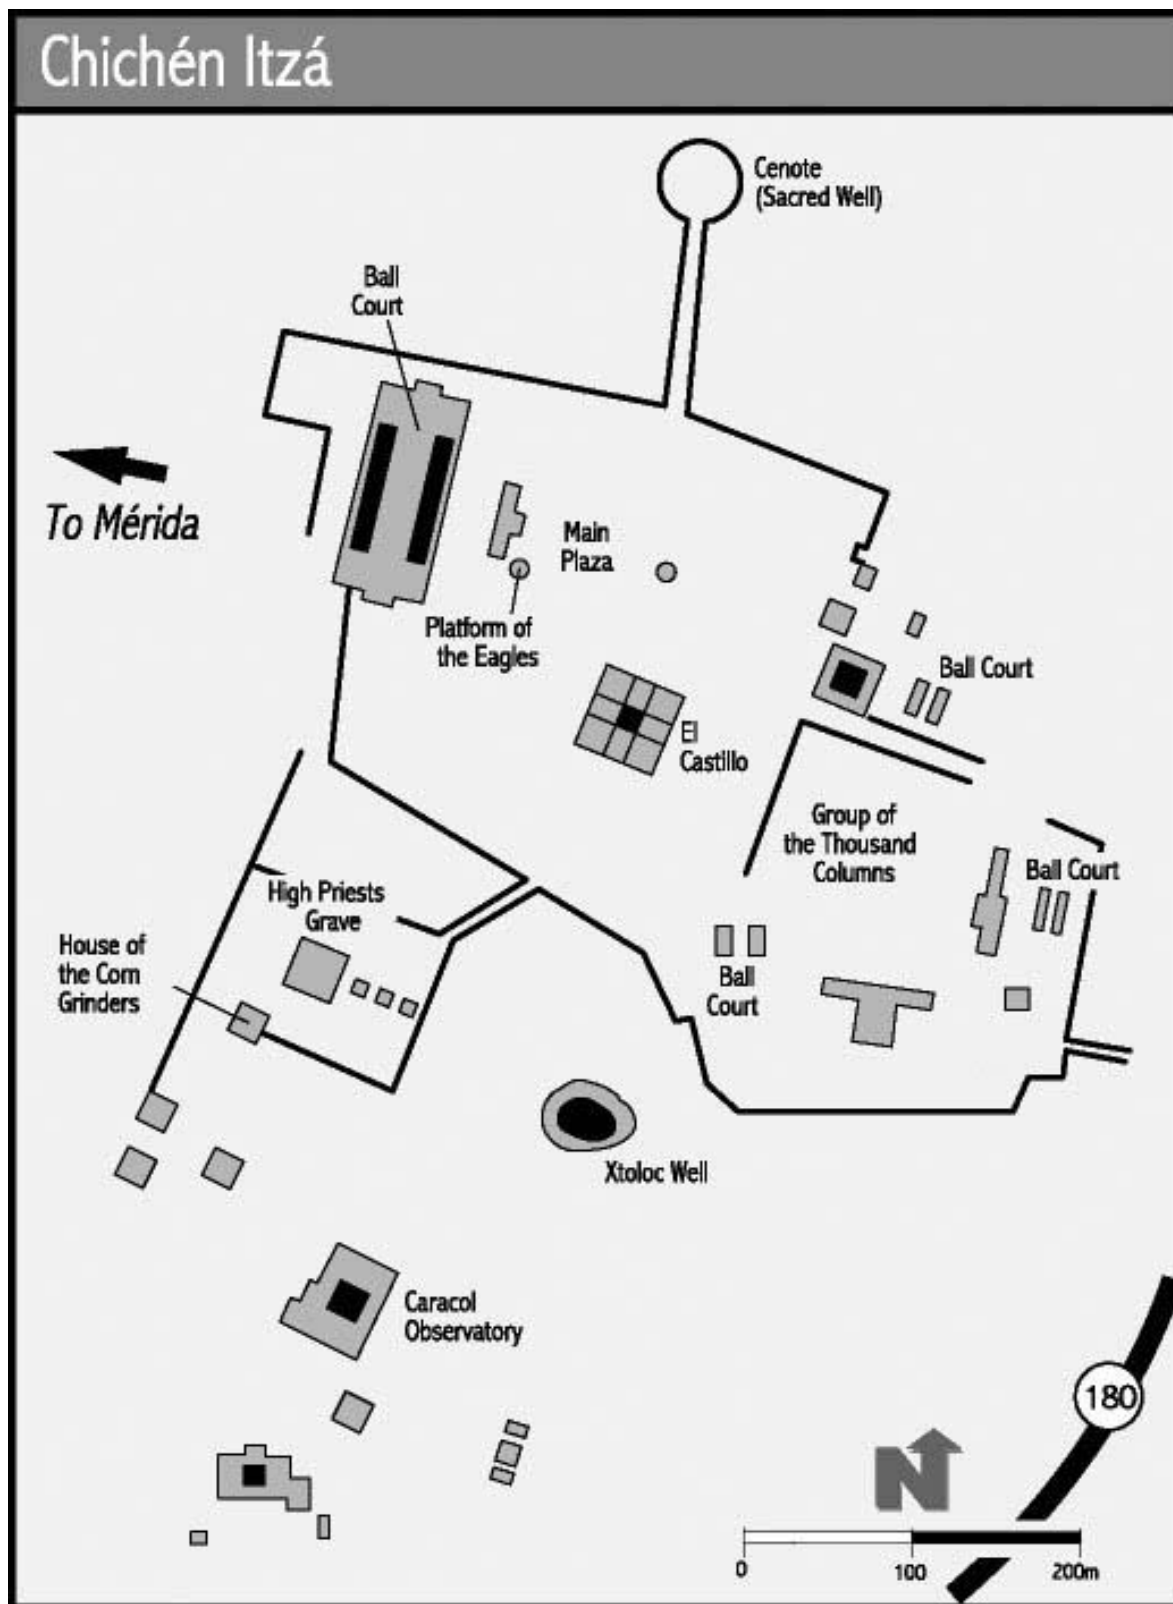 Chichén Itzá
Cenote
(Sacred Well)
Ball
Court
To Mérida
Main
Plaza
Platform of
the Eagles
Ball Court
El
Castillo
Group of
the Thousand
Columns
Ball Court
High Priests
Grave
House of
the Corn
Grinders
Ball
Court
Xtoloc Well
Caracol
Observatory
180
N
0 100 200m